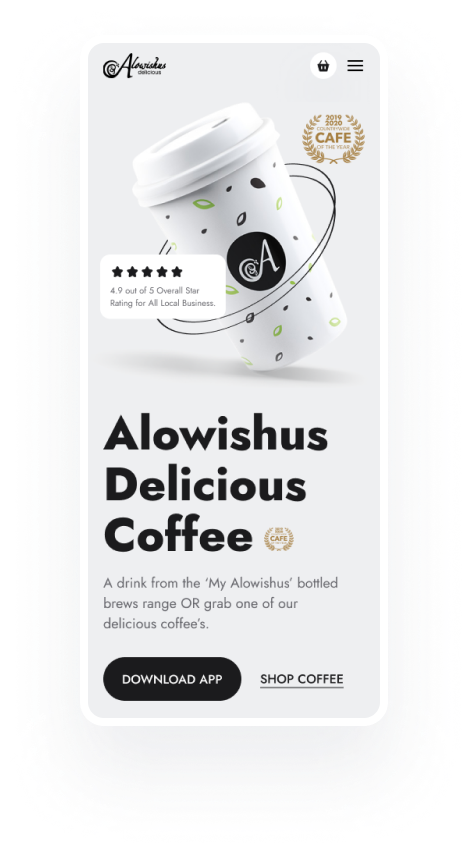 Alowishus
delicious
2019
2020
COUNTRYWIDE
CAFE
OF THE YEAR
A
4.9 out of 5 Overall Star
Rating for All Local Business.
Alowishus
Delicious
Coffee
CAFE
A drink from the ‘My Alowishus’ bottled
brews range OR grab one of our
delicious coffee’s.
DOWNLOAD APP
SHOP COFFEE